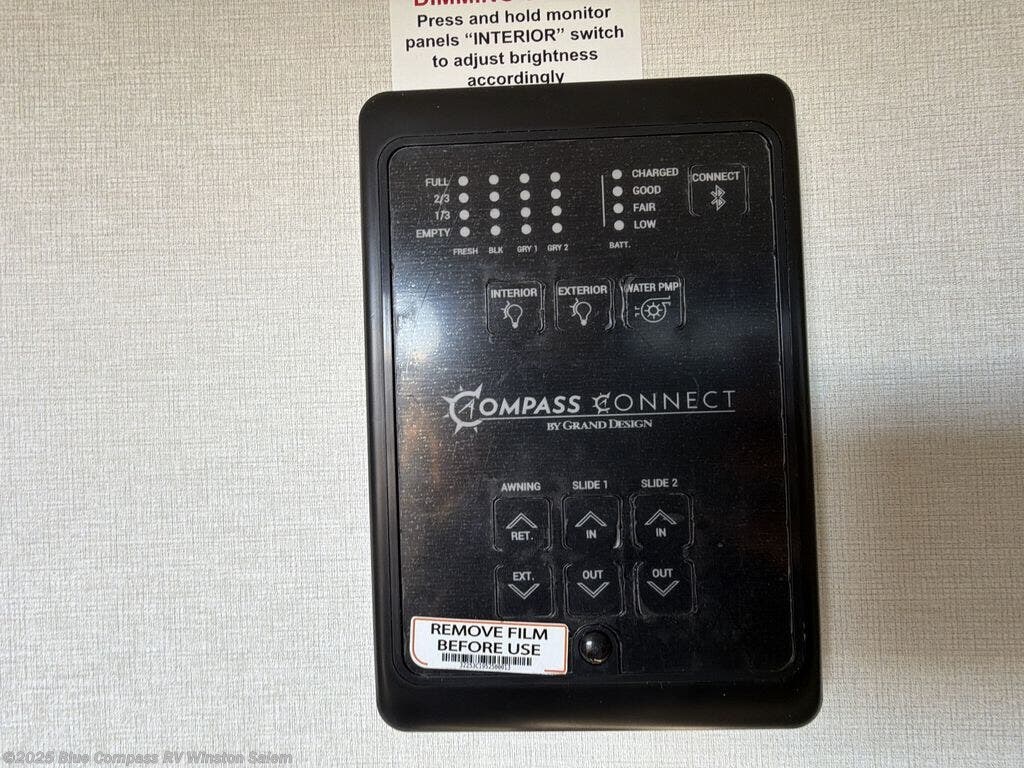 DIMMING
Press and hold monitor
panels “INTERIOR” switch
to adjust brightness
accordingly
FULL
2/3
1/3
EMPTY
FRESH BLK GRY 1 GRY 2
CHARGED
GOOD
FAIR
LOW
BATT.
CONNECT
INTERIOR EXTERIOR WATER PMP
COMPASS CONNECT
BY GRAND DESIGN
AWNING SLIDE 1 SLIDE 2
RET. IN IN
EXT. OUT OUT
REMOVE FILM
BEFORE USE
©2025 Blue Compass RV Winston Salem